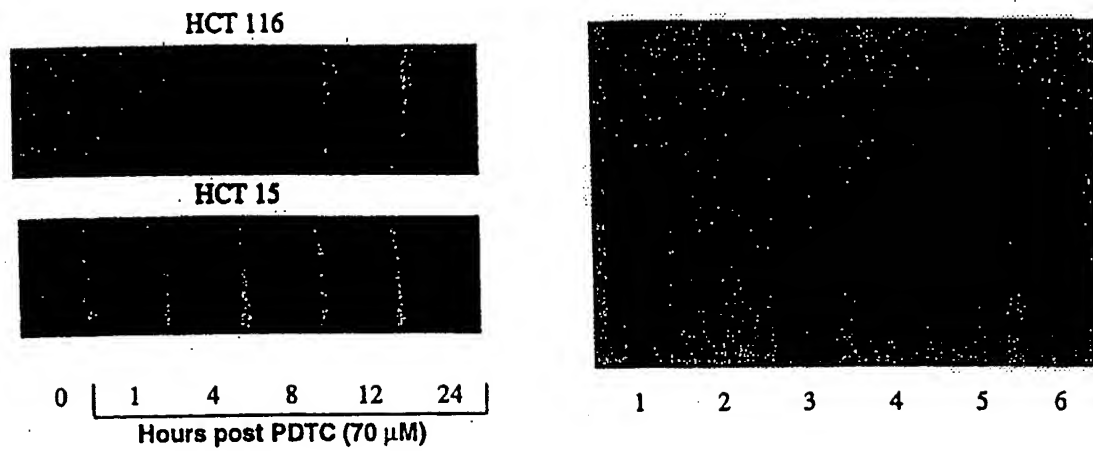 HCT 116
HCT 15
0 1 4 8 12 24
Hours post PDTC (70 μM)
1 2 3 4 5 6